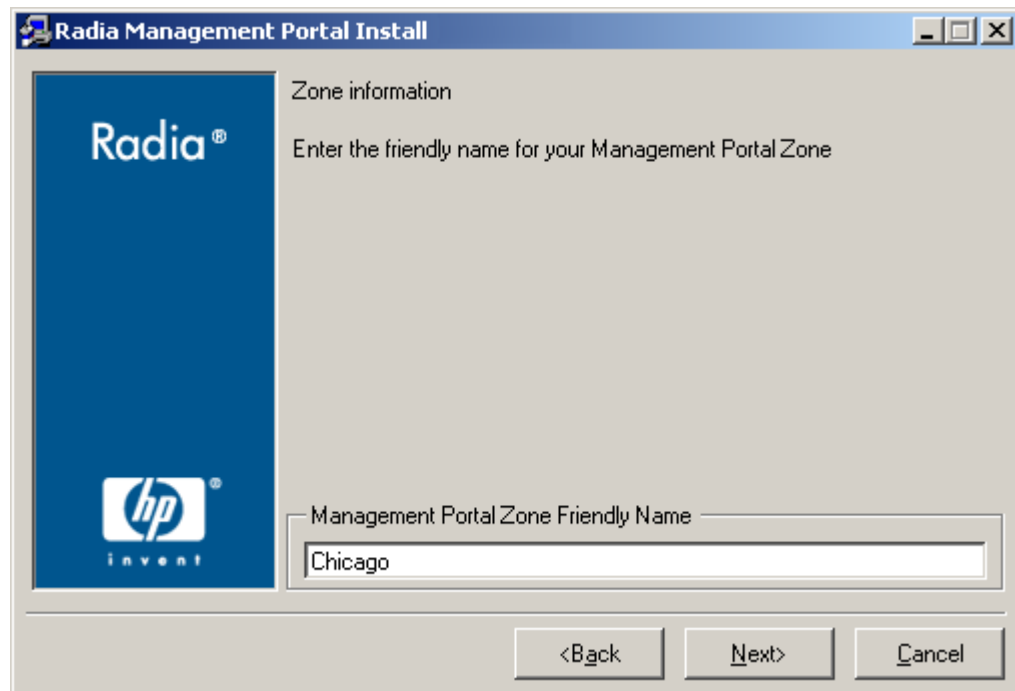 Radia Management Portal Install
Radia®
Zone information
Enter the friendly name for your Management Portal Zone
hp®
invent
Management Portal Zone Friendly Name
Chicago
<Back
Next>
Cancel